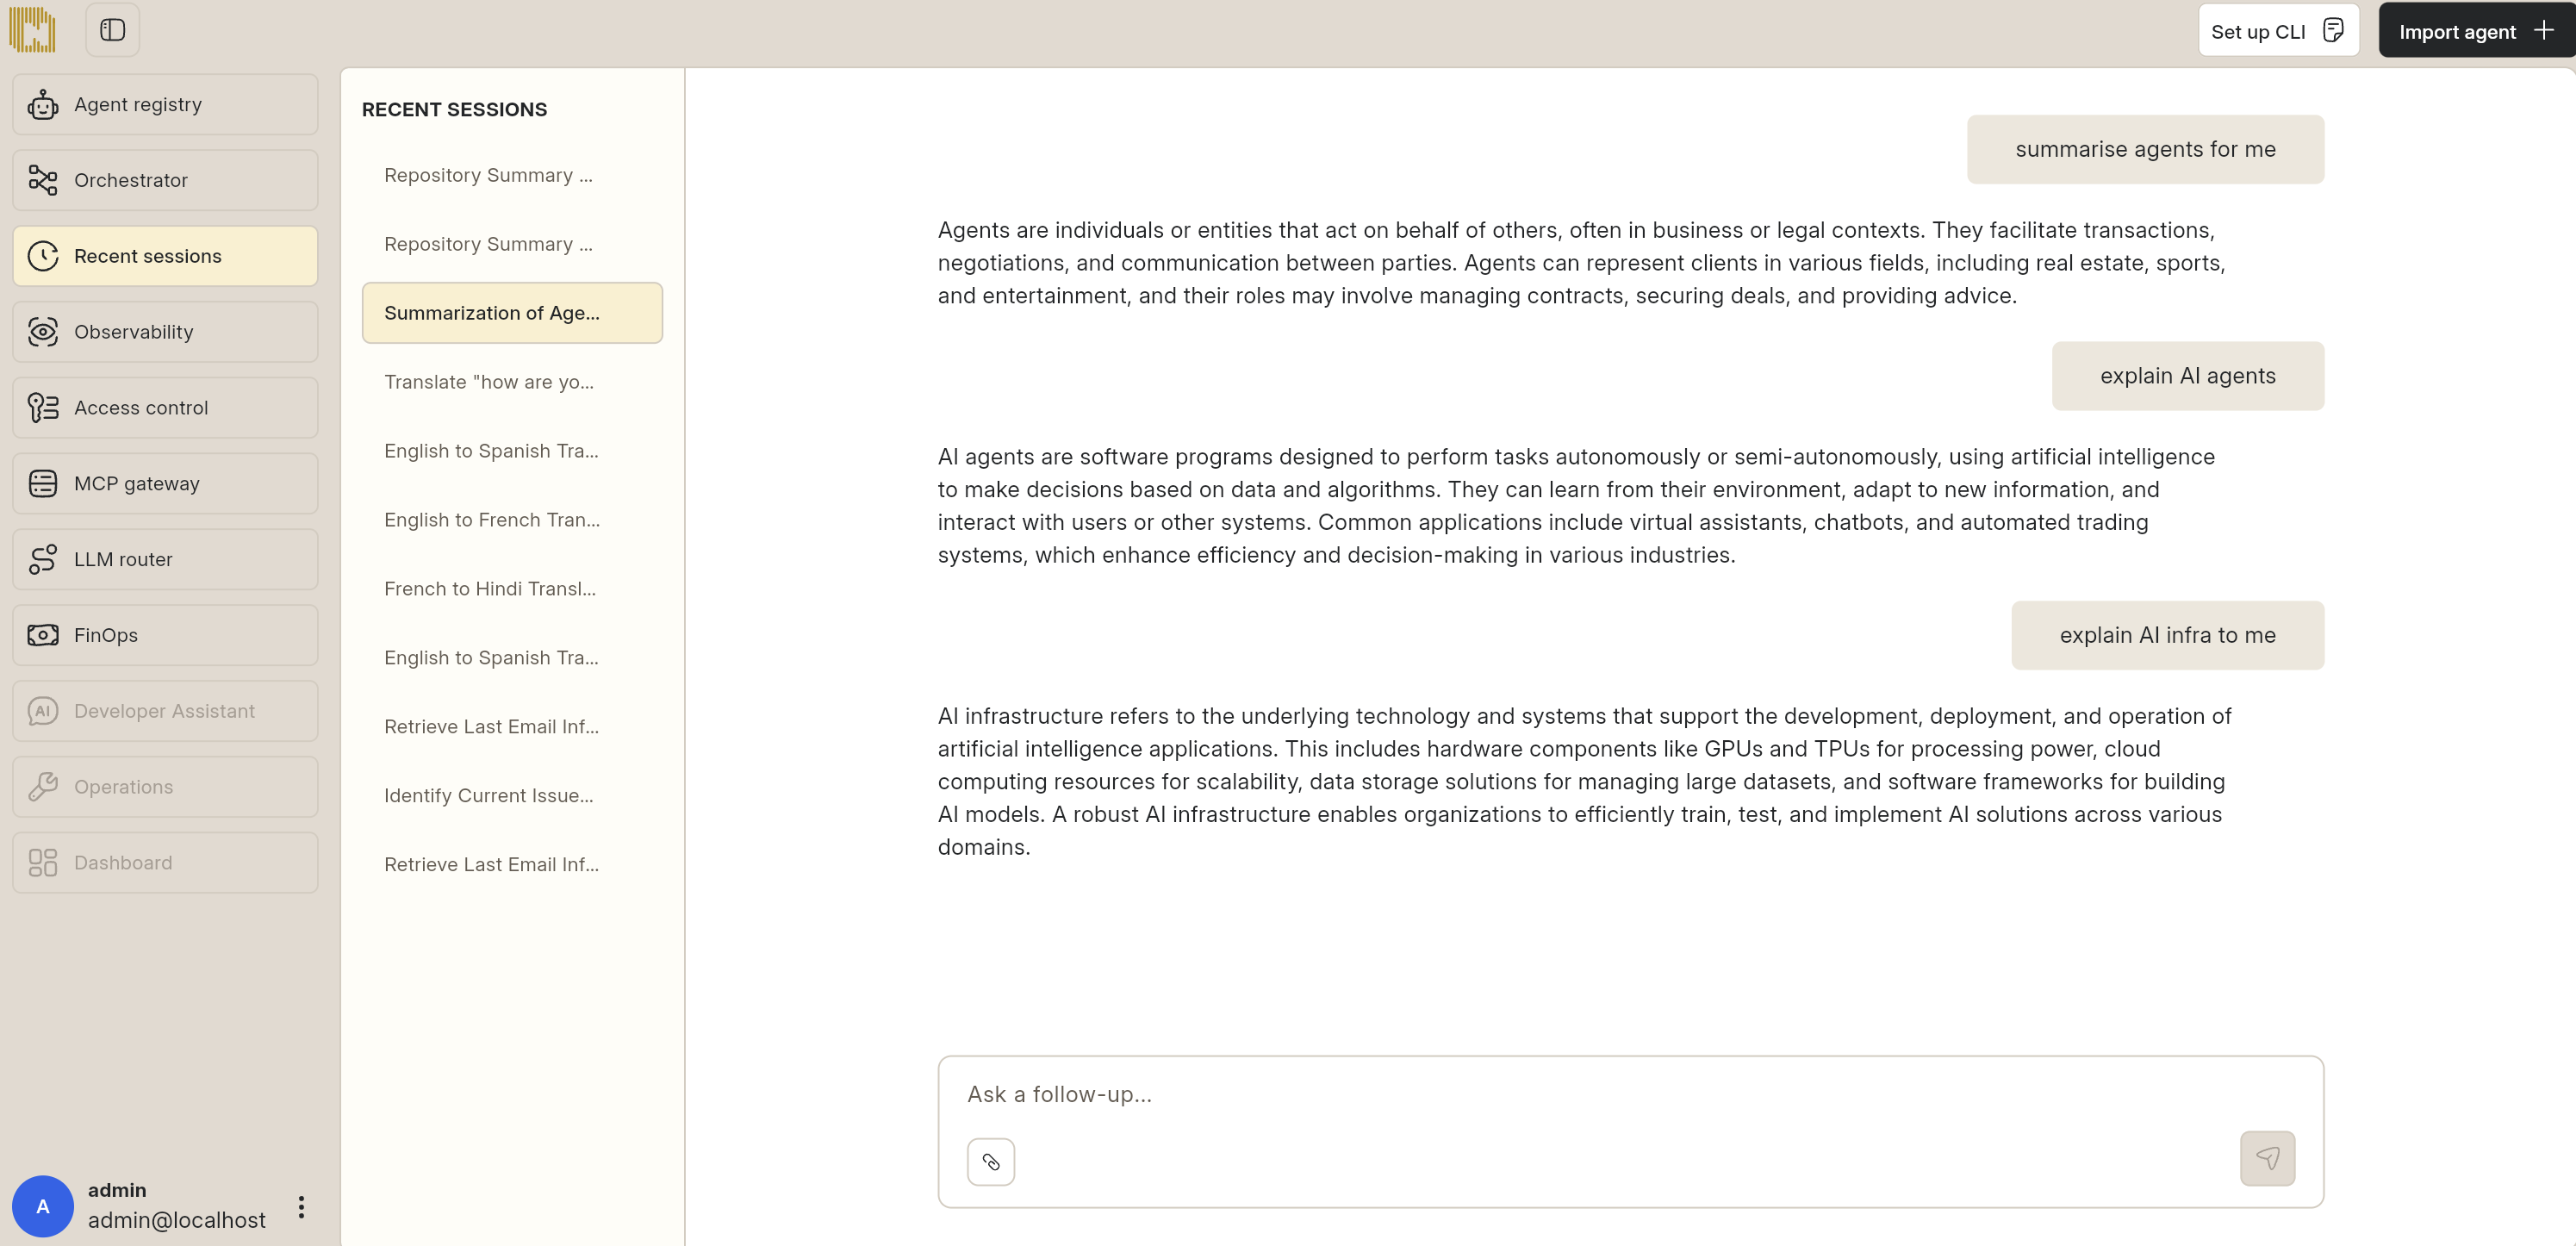 Set up CLI
Import agent
Agent registry
Orchestrator
Recent sessions
Observability
Access control
MCP gateway
LLM router
FinOps
AI
Developer Assistant
Operations
Dashboard
A
admin
admin@localhost
RECENT SESSIONS
Repository Summary ...
Repository Summary ...
Summarization of Age...
Translate "how are yo...
English to Spanish Tra...
English to French Tran...
French to Hindi Transl...
English to Spanish Tra...
Retrieve Last Email Inf...
Identify Current Issue...
Retrieve Last Email Inf...
summarise agents for me
Agents are individuals or entities that act on behalf of others, often in business or legal contexts. They facilitate transactions,
negotiations, and communication between parties. Agents can represent clients in various fields, including real estate, sports,
and entertainment, and their roles may involve managing contracts, securing deals, and providing advice.
explain AI agents
AI agents are software programs designed to perform tasks autonomously or semi-autonomously, using artificial intelligence
to make decisions based on data and algorithms. They can learn from their environment, adapt to new information, and
interact with users or other systems. Common applications include virtual assistants, chatbots, and automated trading
systems, which enhance efficiency and decision-making in various industries.
explain AI infra to me
AI infrastructure refers to the underlying technology and systems that support the development, deployment, and operation of
artificial intelligence applications. This includes hardware components like GPUs and TPUs for processing power, cloud
computing resources for scalability, data storage solutions for managing large datasets, and software frameworks for building
AI models. A robust AI infrastructure enables organizations to efficiently train, test, and implement AI solutions across various
domains.
Ask a follow-up...